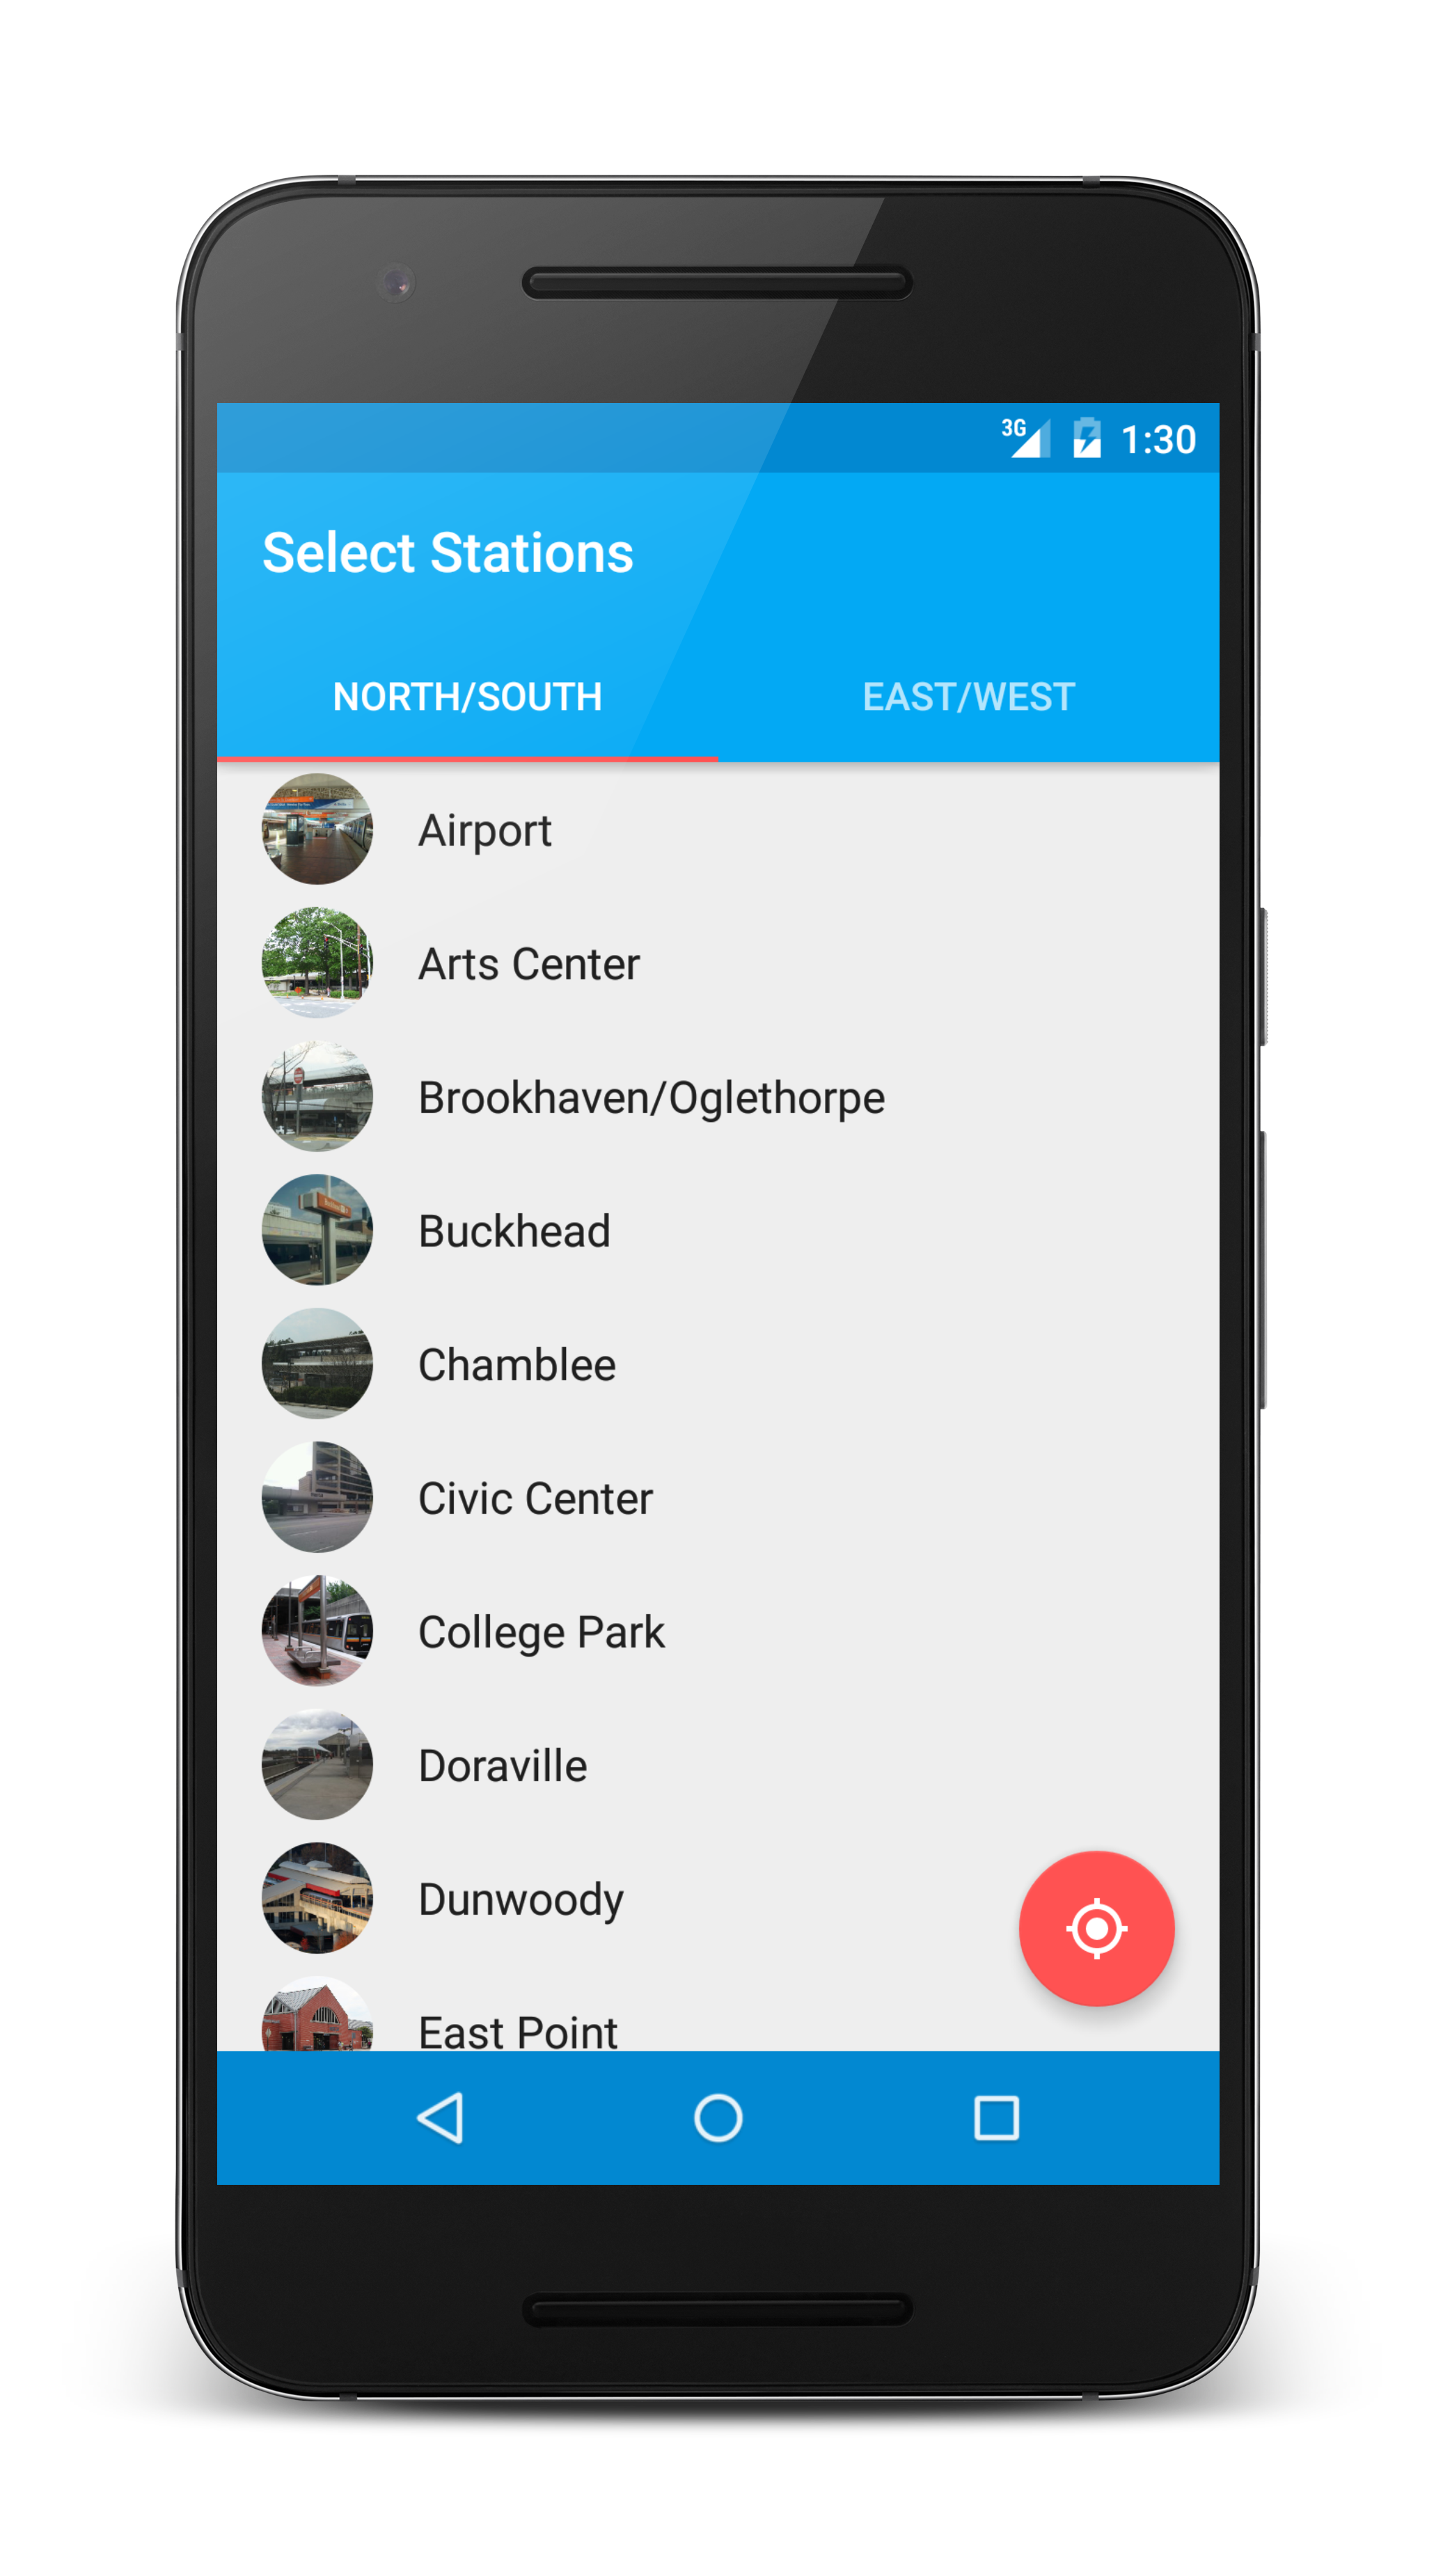 3G 1:30
Select Stations
NORTH/SOUTH EAST/WEST
Airport
Arts Center
Brookhaven/Oglethorpe
Buckhead
Chamblee
Civic Center
College Park
Doraville
Dunwoody
East Point